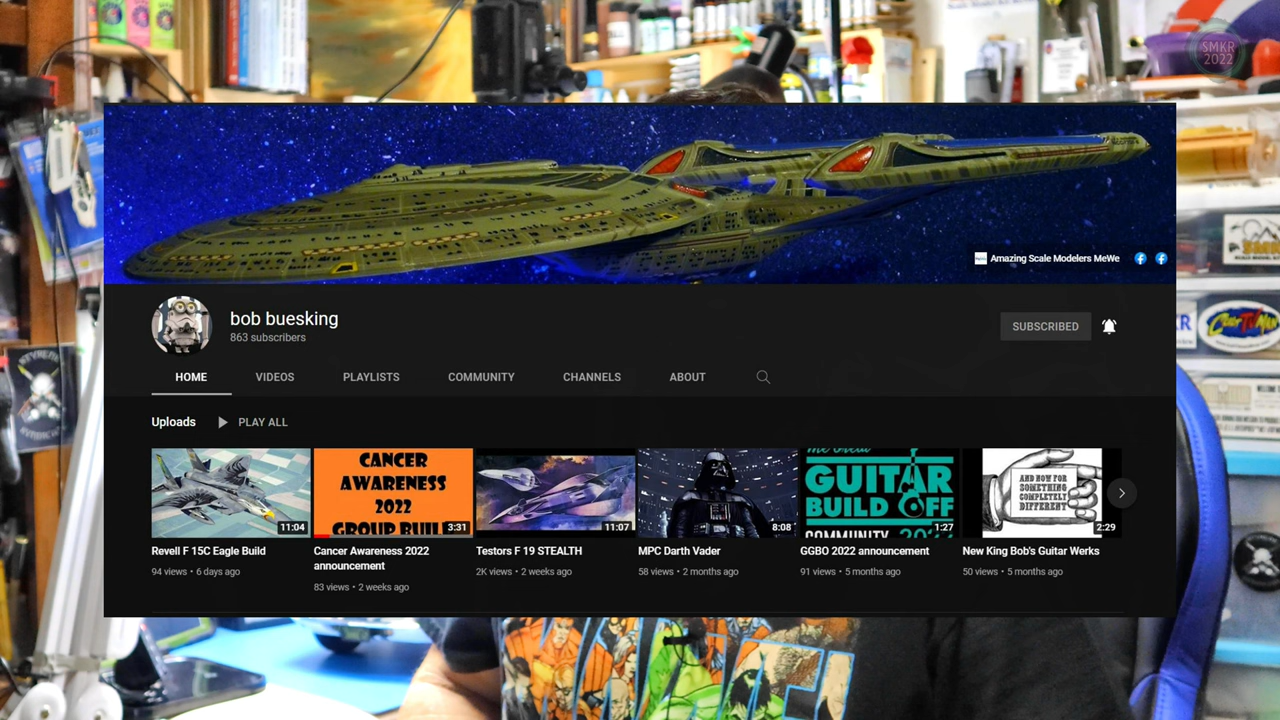 SMKR
2022
Amazing Scale Modelers MeWe
bob buesking
863 subscribers
SUBSCRIBED
HOME
VIDEOS
PLAYLISTS
COMMUNITY
CHANNELS
ABOUT
Uploads
PLAY ALL
CANCER
AWARENESS
2022
GROUP BUILD
GUITAR
BUILD OFF
COMMUNITY
AND NOW FOR
SOMETHING
COMPLETELY
DIFFERENT
11:04
3:31
11:07
8:08
1:27
2:29
Revell F 15C Eagle Build
94 views • 6 days ago
Cancer Awareness 2022
announcement
83 views • 2 weeks ago
Testors F 19 STEALTH
2K views • 2 weeks ago
MPC Darth Vader
58 views • 2 months ago
GGBO 2022 announcement
91 views • 5 months ago
New King Bob's Guitar Werks
50 views • 5 months ago